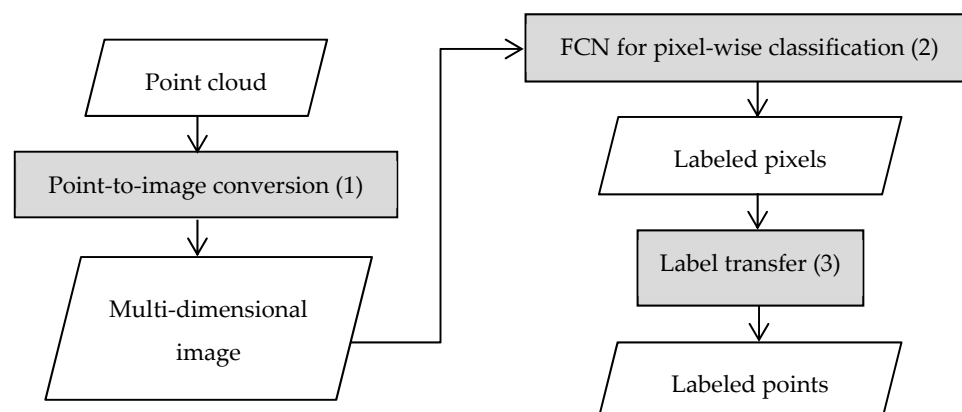 Point cloud
Point-to-image conversion (1)
Multi-dimensional
image
FCN for pixel-wise classification (2)
Labeled pixels
Label transfer (3)
Labeled points